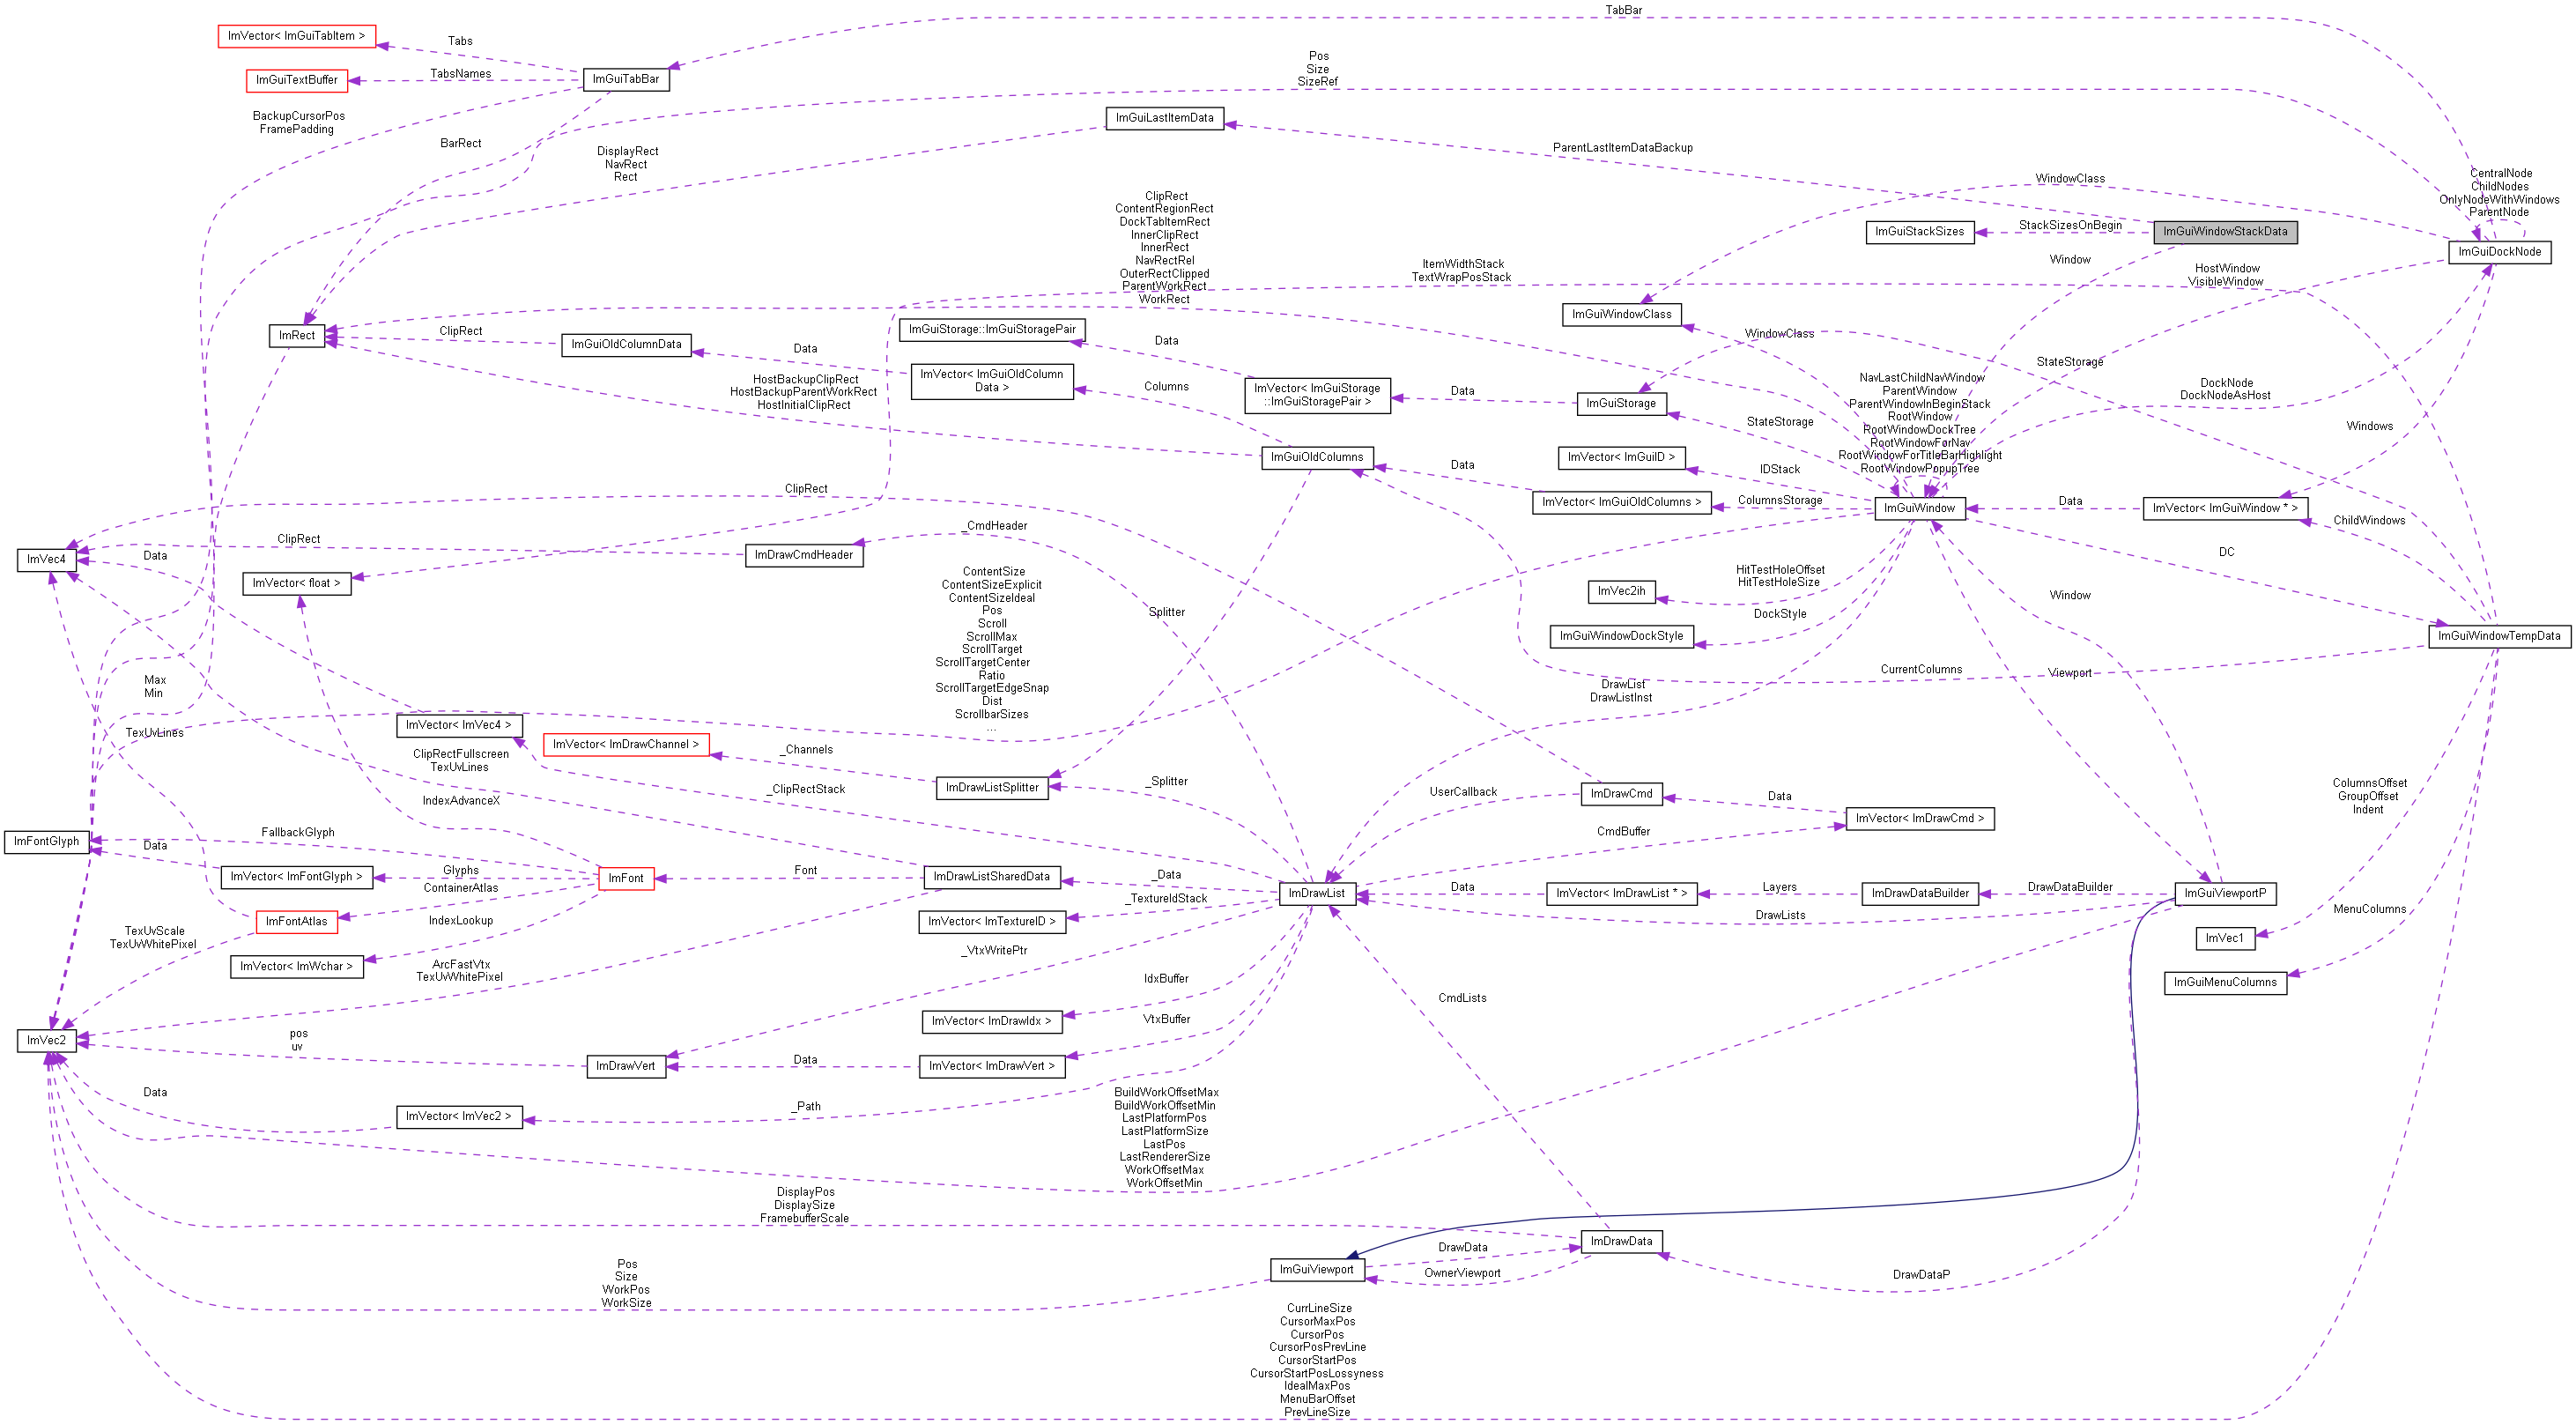 TabBar
ImVector< ImGuiTabItem >
Tabs
ImGuiTextBuffer
TabsNames
ImGuiTabBar
Pos
Size
SizeRef
BackupCursorPos
FramePadding
BarRect
ImGuiLastItemData
DisplayRect
NavRect
Rect
ParentLastItemDataBackup
WindowClass
CentralNode
ChildNodes
OnlyNodeWithWindows
ParentNode
ImGuiStackSizes
StackSizesOnBegin
ImGuiWindowStackData
ImGuiDockNode
ClipRect
ContentRegionRect
DockTabItemRect
InnerClipRect
InnerRect
NavRectRel
OuterRectClipped
ParentWorkRect
WorkRect
ItemWidthStack
TextWrapPosStack
Window
HostWindow
VisibleWindow
ImGuiWindowClass
ImRect
ClipRect
ImGuiOldColumnData
ImGuiStorage::ImGuiStoragePair
Data
Data
WindowClass
StateStorage
HostBackupClipRect
HostBackupParentWorkRect
HostInitialClipRect
ImVector< ImGuiOldColumn
Data >
Columns
ImVector< ImGuiStorage
::ImGuiStoragePair >
Data
ImGuiStorage
StateStorage
NavLastChildNavWindow
ParentWindow
ParentWindowInBeginStack
RootWindow
RootWindowDockTree
RootWindowForNav
RootWindowForTitleBarHighlight
RootWindowPopupTree
DockNode
DockNodeAsHost
Windows
ImGuiOldColumns
Data
ImVector< ImGuiID >
IDStack
ClipRect
ImVector< ImGuiOldColumns >
ColumnsStorage
ImGuiWindow
Data
ImVector< ImGuiWindow * >
ChildWindows
_CmdHeader
ClipRect
ImDrawCmdHeader
ImVec4
Data
ImVector< float >
DC
HitTestHoleOffset
HitTestHoleSize
ImVec2ih
Window
DockStyle
ImGuiWindowDockStyle
ImGuiWindowTempData
Splitter
ContentSize
ContentSizeExplicit
ContentSizeIdeal
Pos
Scroll
ScrollMax
ScrollTarget
ScrollTargetCenter
Ratio
ScrollTargetEdgeSnap
Dist
ScrollbarSizes
...
CurrentColumns
Viewport
DrawList
DrawListInst
Max
Min
TexUvLines
ImVector< ImVec4 >
ClipRectFullscreen
TexUvLines
ImVector< ImDrawChannel >
_Channels
ImDrawListSplitter
_Splitter
_ClipRectStack
UserCallback
ImDrawCmd
Data
ImVector< ImDrawCmd >
CmdBuffer
ColumnsOffset
GroupOffset
Indent
IndexAdvanceX
ImFontGlyph
FallbackGlyph
Data
ImVector< ImFontGlyph >
Glyphs
ContainerAtlas
ImFont
Font
ImDrawListSharedData
_Data
_TextureIdStack
ImDrawList
Data
ImVector< ImDrawList * >
Layers
ImDrawDataBuilder
DrawDataBuilder
ImGuiViewportP
DrawLists
MenuColumns
ImFontAtlas
IndexLookup
ImVector< ImTextureID >
TexUvScale
TexUvWhitePixel
ImVector< ImWchar >
ArcFastVtx
TexUvWhitePixel
_VtxWritePtr
IdxBuffer
ImVec1
ImGuiMenuColumns
CmdLists
ImVector< ImDrawIdx >
VtxBuffer
ImVec2
pos
uv
ImDrawVert
Data
ImVector< ImDrawVert >
Data
ImVector< ImVec2 >
_Path
BuildWorkOffsetMax
BuildWorkOffsetMin
LastPlatformPos
LastPlatformSize
LastPos
LastRendererSize
WorkOffsetMax
WorkOffsetMin
DisplayPos
DisplaySize
FramebufferScale
ImDrawData
DrawData
OwnerViewport
ImGuiViewport
DrawDataP
Pos
Size
WorkPos
WorkSize
CurrLineSize
CursorMaxPos
CursorPos
CursorPosPrevLine
CursorStartPos
CursorStartPosLossyness
IdealMaxPos
MenuBarOffset
PrevLineSize